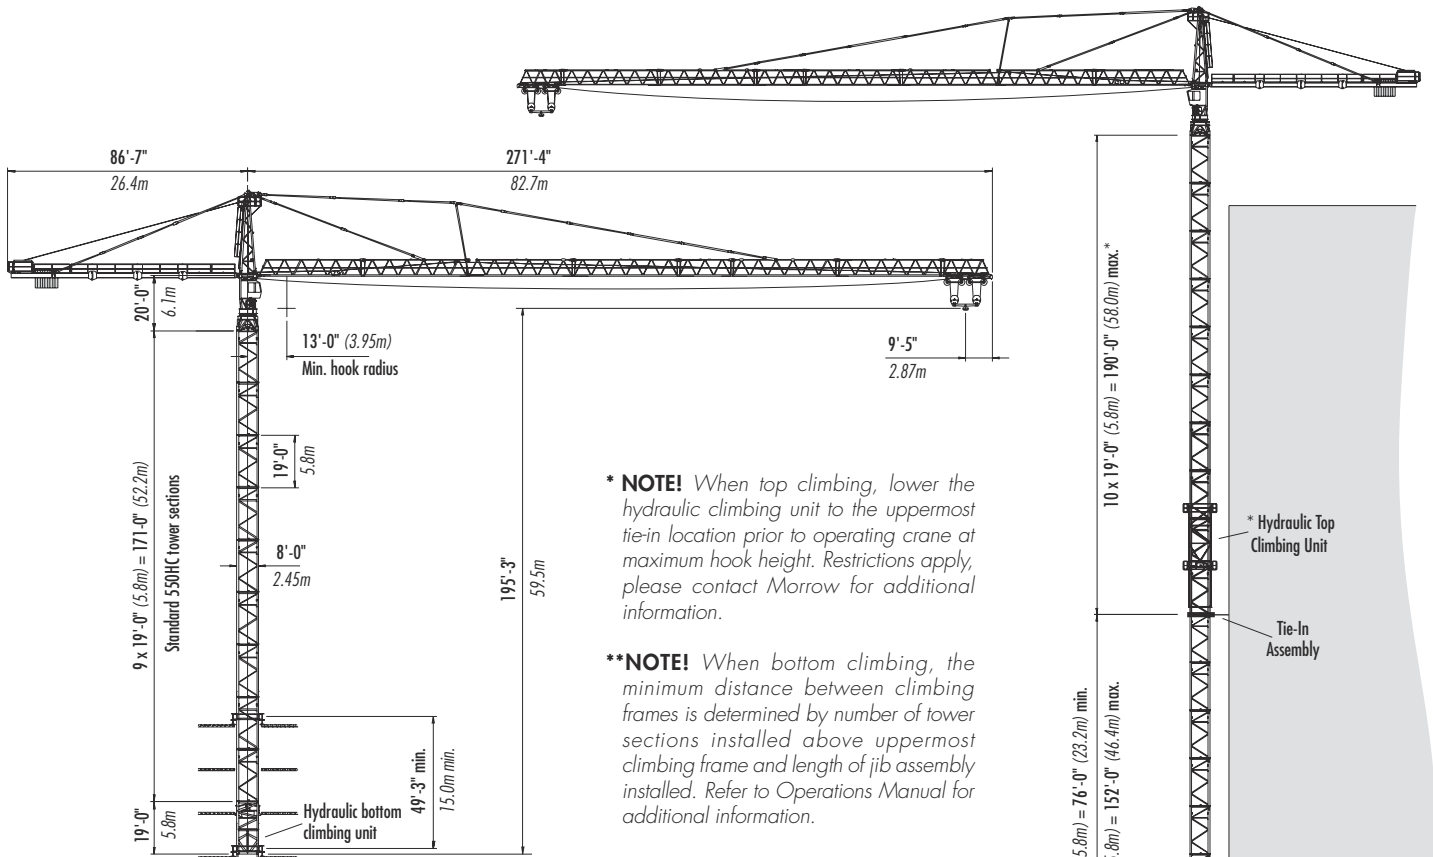 86'-7"
26.4m
271'-4"
82.7m
20'-0"
6.1m
13'-0" (3.95m)
Min. hook radius
9'-5"
2.87m
19'-0"
5.8m
8'-0"
2.45m
9 x 19'-0" (5.8m) = 171-0" (52.2m)
Standard 550HC tower sections
195'-3"
59.5m
49'-3" min.
15.0m min.
19'-0"
5.8m
Hydraulic bottom
climbing unit
* NOTE! When top climbing, lower the
hydraulic climbing unit to the uppermost
tie-in location prior to operating crane at
maximum hook height. Restrictions apply,
please contact Morrow for additional
information.
**NOTE! When bottom climbing, the
minimum distance between climbing
frames is determined by number of tower
sections installed above uppermost
climbing frame and length of jib assembly
installed. Refer to Operations Manual for
additional information.
10 x 19'-0" (5.8m) = 190'-0" (58.0m) max.*
* Hydraulic Top
Climbing Unit
Tie-In
Assembly
5.8m) = 76'-0" (23.2m) min.
.8m) = 152'-0" (46.4m) max.